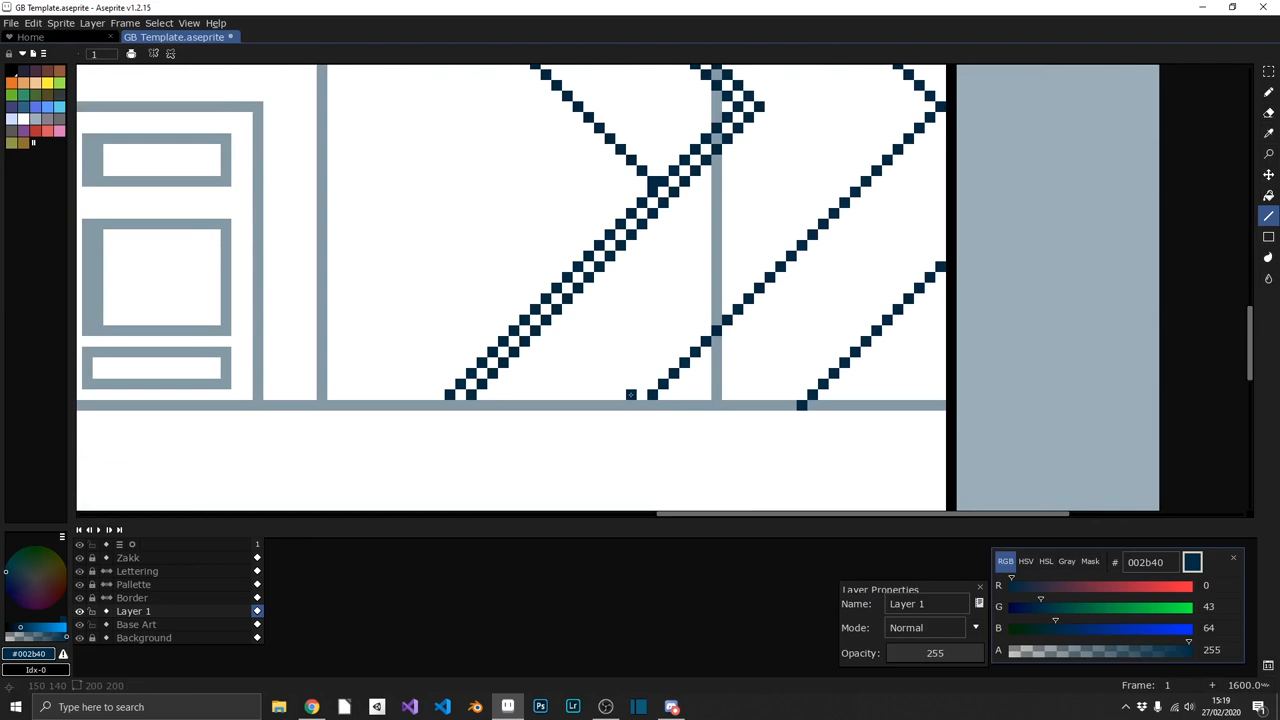 GB Template.aseprite - Aseprite v1.2.15
File Edit Sprite Layer Frame Select View Help
Home
GB Template.aseprite
1
1
Zakk
Lettering
Pallette
Border
Layer 1
Base Art
Background
#002b40
Idx-0
Layer Properties
Name: Layer 1
Mode: Normal
Opacity: 255
RGB HSV HSL Gray Mask # 002b40
R 0
G 43
B 64
A 255
150 140 200 200
Frame: 1 1600.0
Type here to search
15:19
27/02/2020